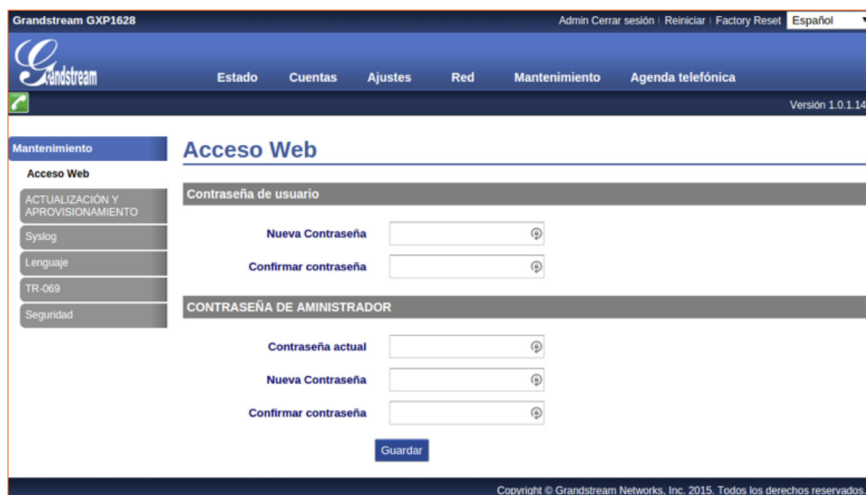 Grandstream GXP1628
Admin Cerrar sesión | Reiniciar | Factory Reset Español
Grandstream
Estado Cuentas Ajustes Red Mantenimiento Agenda telefónica
Versión 1.0.1.14
Mantenimiento
Acceso Web
ACTUALIZACIÓN Y
APROVISIONAMIENTO
Syslog
Lenguaje
TR-069
Seguridad
Acceso Web
Contraseña de usuario
Nueva Contraseña
Confirmar contraseña
CONTRASEÑA DE AMINISTRADOR
Contraseña actual
Nueva Contraseña
Confirmar contraseña
Guardar
Copyright © Grandstream Networks, Inc. 2015. Todos los derechos reservados.